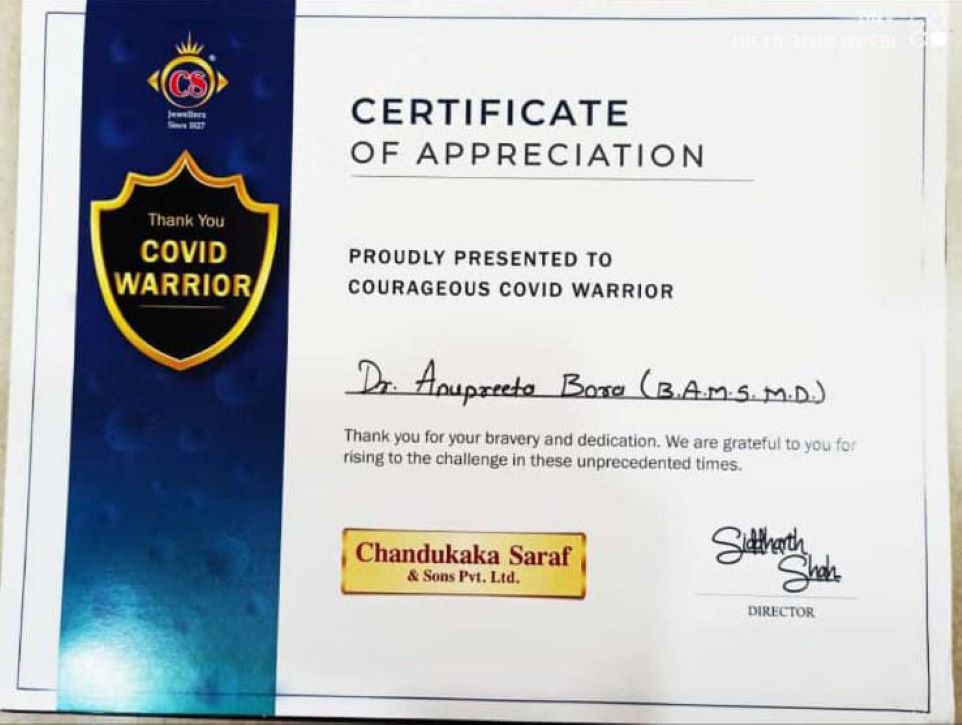 CS
®
Jewellers
Since 1827
Thank You
COVID
WARRIOR
CERTIFICATE
OF APPRECIATION
PROUDLY PRESENTED TO
COURAGEOUS COVID WARRIOR
Dr. Anupreeta Bora (B.A.M.S. M.D.)
Thank you for your bravery and dedication. We are grateful to you for
rising to the challenge in these unprecedented times.
Chandukaka Saraf
& Sons Pvt. Ltd.
Siddharth
Shah
DIRECTOR